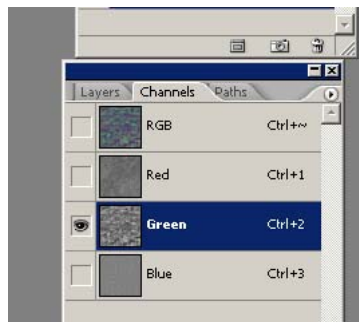 Layers Channels Paths
RGB Ctrl+~
Red Ctrl+1
Green Ctrl+2
Blue Ctrl+3